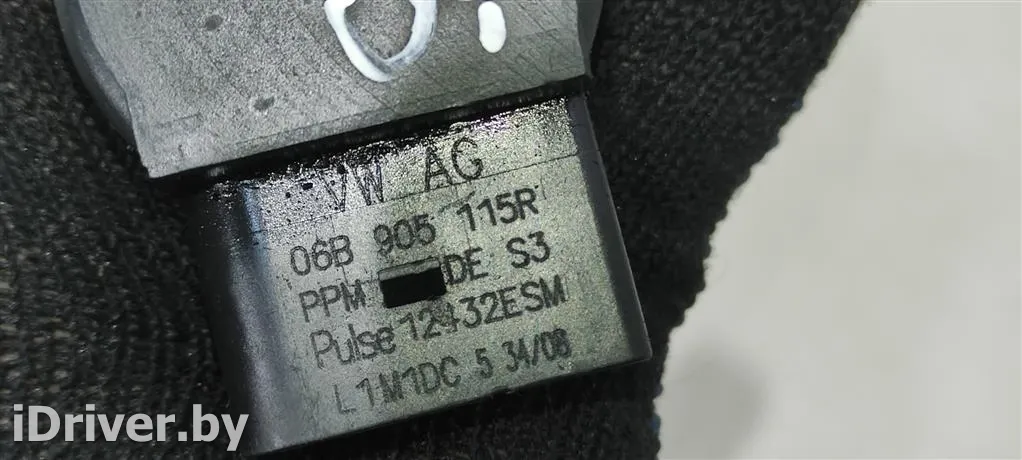 VW AG
06B 905 115R
PPM DE S3
Pulse 12432ESM
L1M1DC 5 34/08
iDriver.by